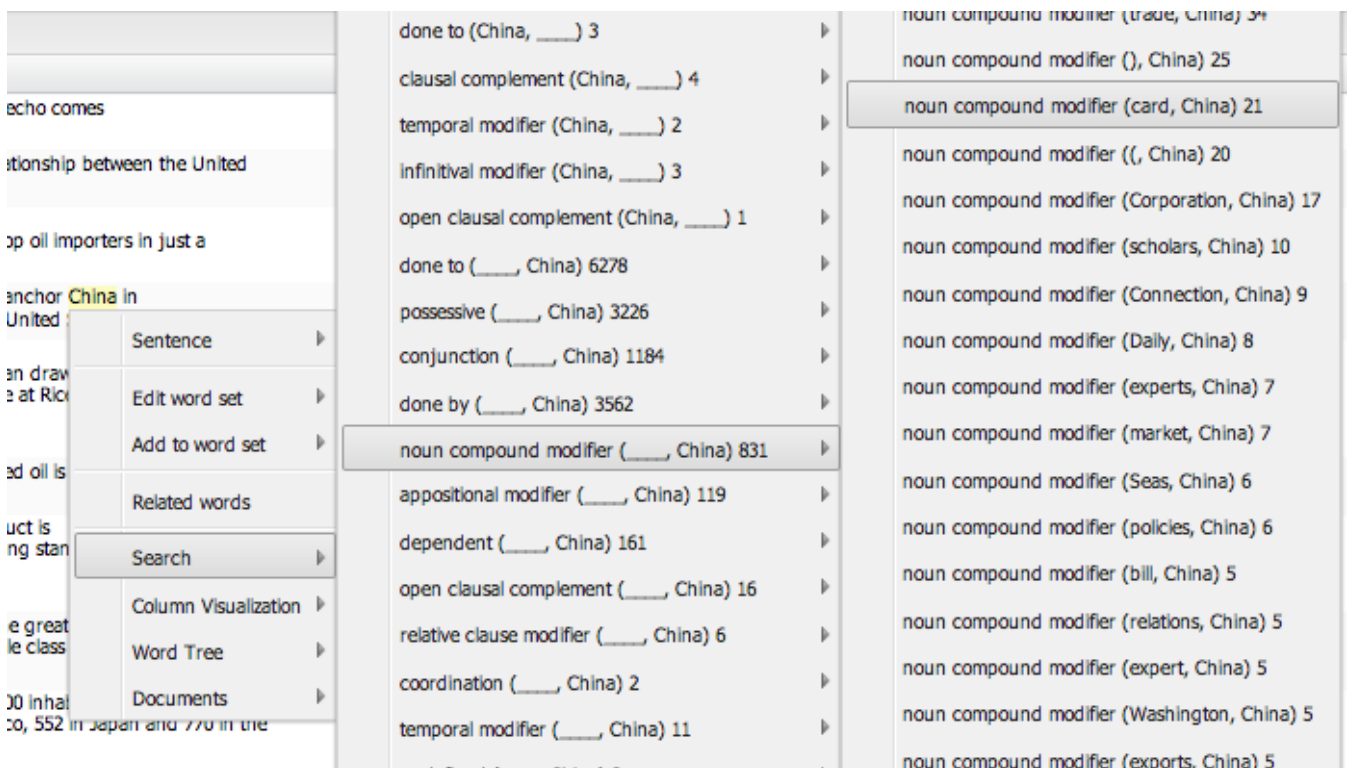 echo comes
ationship between the United
op oil importers in just a
anchor China in
United
an draw
e at Rice
ed oil is
uct is
ng stan
e great
le class
00 inhab
co, 552 in Japan and 770 in the
Sentence
Edit word set
Add to word set
Related words
Search
Column Visualization
Word Tree
Documents
done to (China, ____) 3
clausal complement (China, ____) 4
temporal modifier (China, ____) 2
infinitival modifier (China, ____) 3
open clausal complement (China, ____) 1
done to (____, China) 6278
possessive (____, China) 3226
conjunction (____, China) 1184
done by (____, China) 3562
noun compound modifier (____, China) 831
appositional modifier (____, China) 119
dependent (____, China) 161
open clausal complement (____, China) 16
relative clause modifier (____, China) 6
coordination (____, China) 2
temporal modifier (____, China) 11
noun compound modifier (trade, China) 34
noun compound modifier (), China) 25
noun compound modifier (card, China) 21
noun compound modifier ((, China) 20
noun compound modifier (Corporation, China) 17
noun compound modifier (scholars, China) 10
noun compound modifier (Connection, China) 9
noun compound modifier (Daily, China) 8
noun compound modifier (experts, China) 7
noun compound modifier (market, China) 7
noun compound modifier (Seas, China) 6
noun compound modifier (policies, China) 6
noun compound modifier (bill, China) 5
noun compound modifier (relations, China) 5
noun compound modifier (expert, China) 5
noun compound modifier (Washington, China) 5
noun compound modifier (exports, China) 5